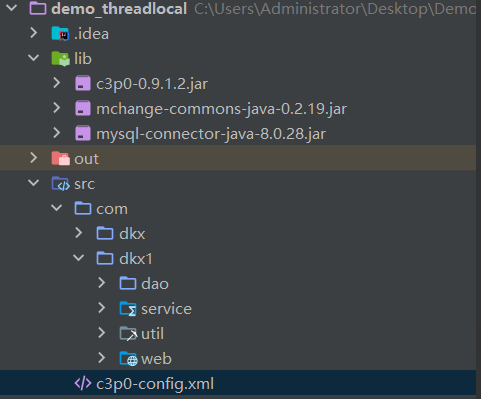 demo_threadlocal C:\Users\Administrator\Desktop\Demo
.idea
lib
c3p0-0.9.1.2.jar
mchange-commons-java-0.2.19.jar
mysql-connector-java-8.0.28.jar
out
src
com
dkx
dkx1
dao
service
util
web
c3p0-config.xml